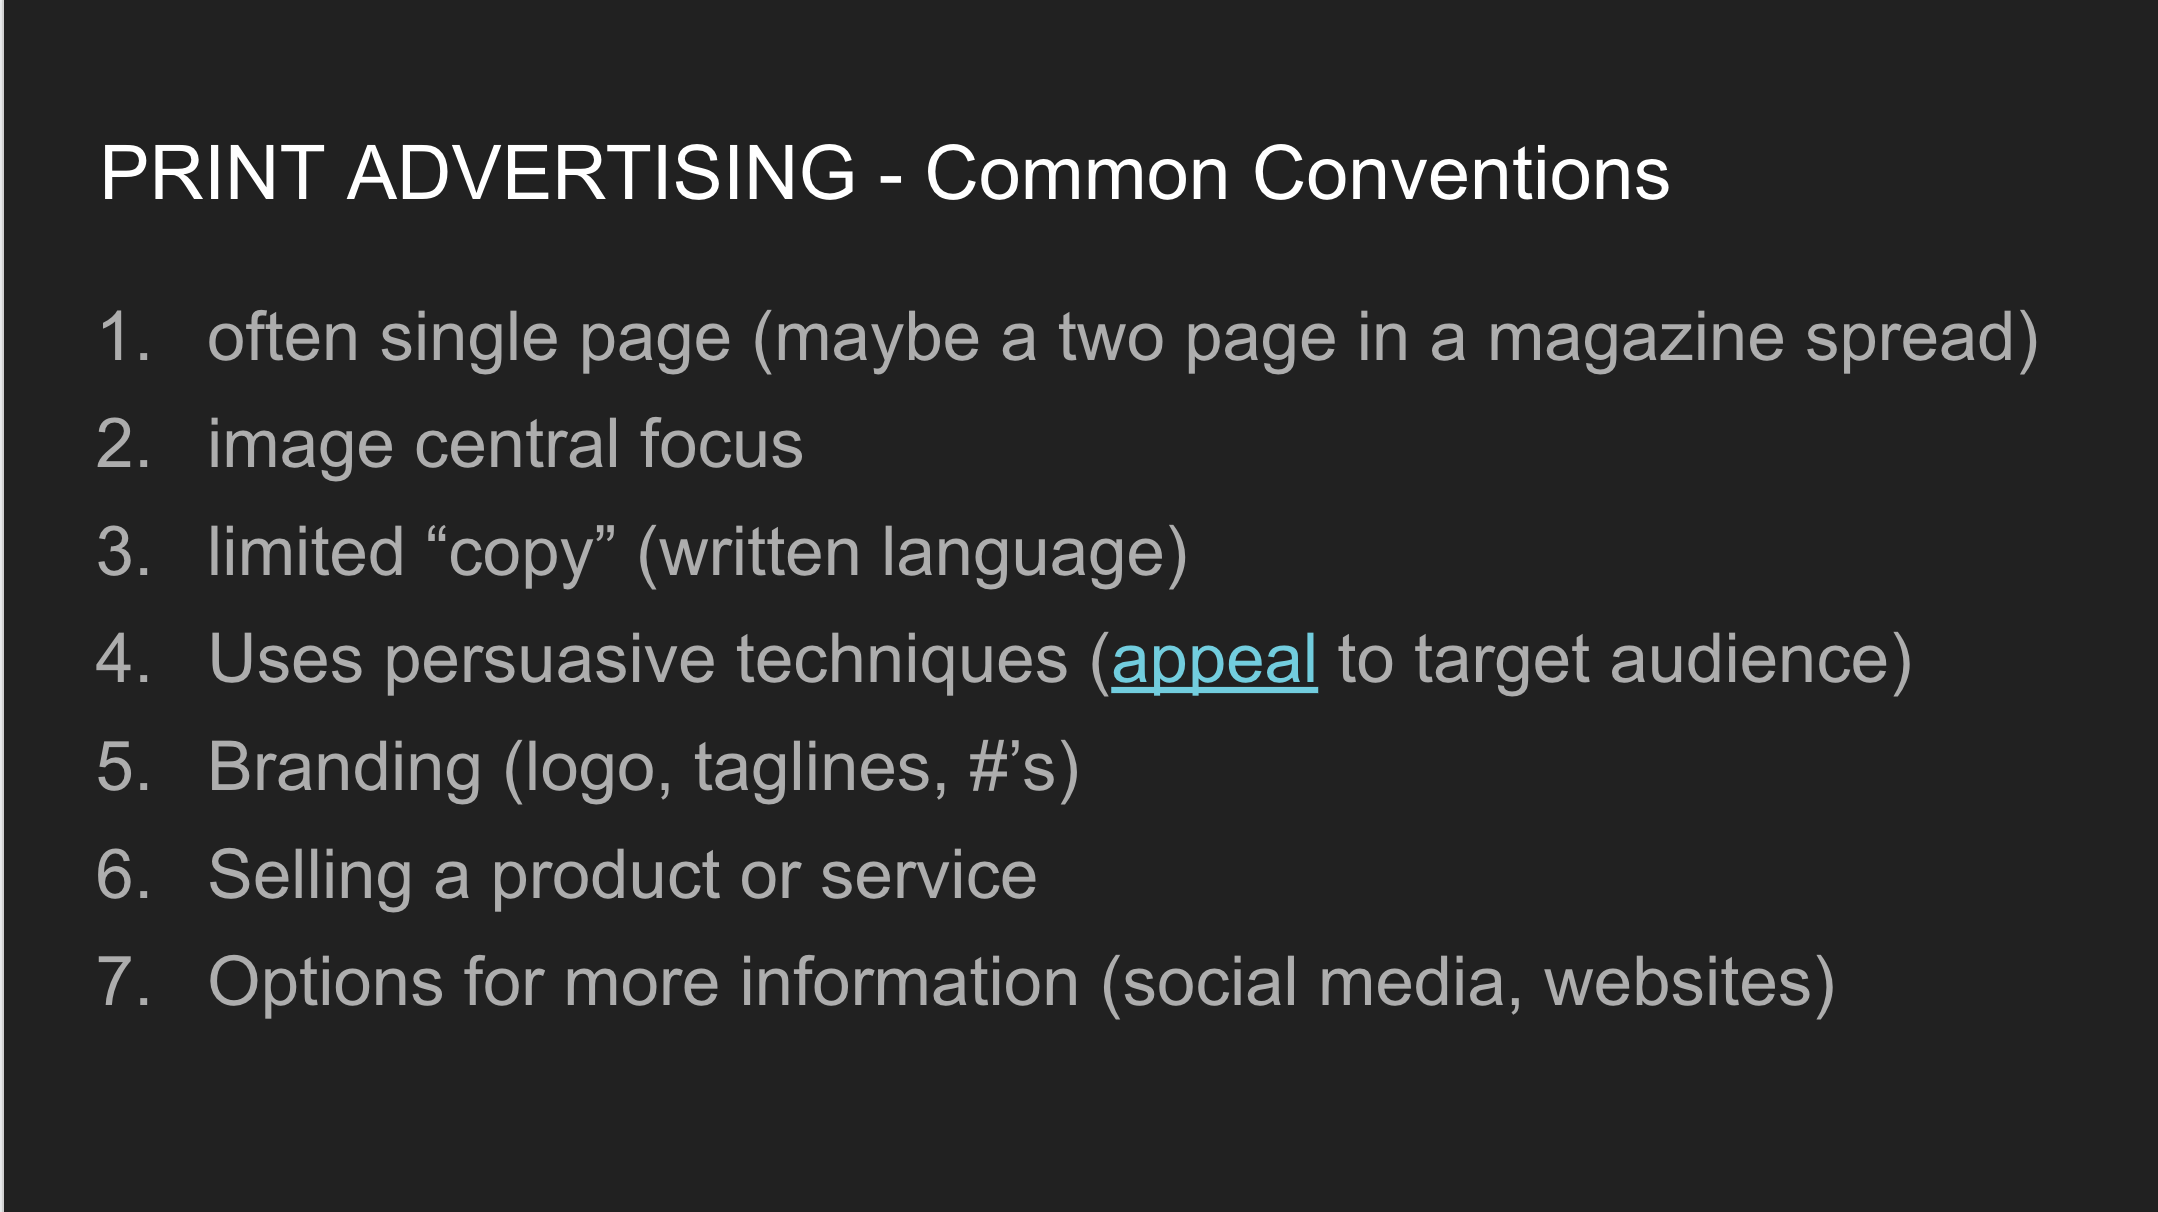 PRINT ADVERTISING - Common Conventions
1. often single page (maybe a two page in a magazine spread)
2. image central focus
3. limited “copy” (written language)
4. Uses persuasive techniques (appeal to target audience)
5. Branding (logo, taglines, #’s)
6. Selling a product or service
7. Options for more information (social media, websites)